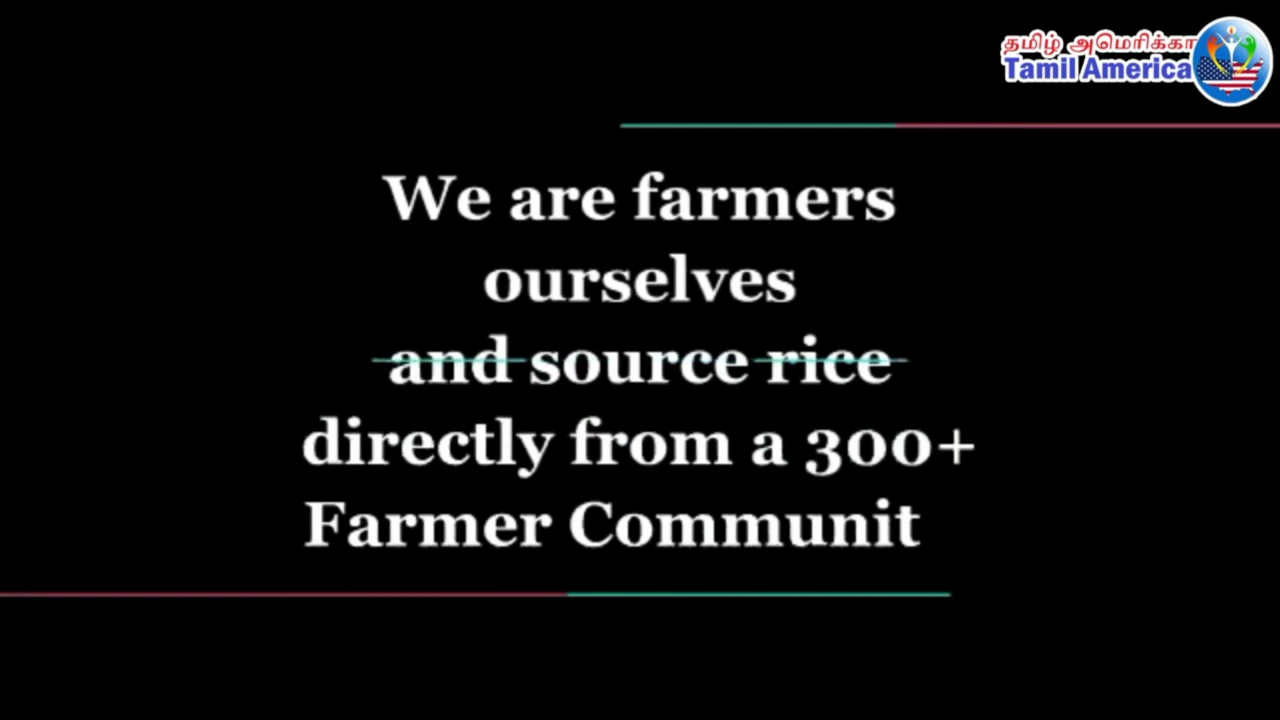 தமிழ் அமெரிக்கா
Tamil America
We are farmers
ourselves
and source rice
directly from a 300+
Farmer Communit